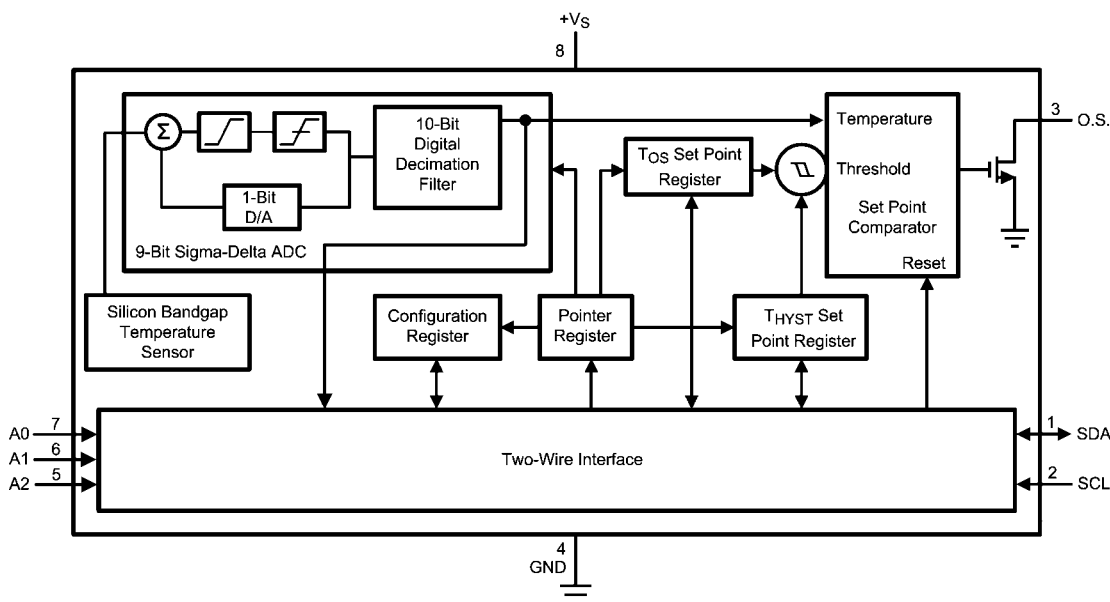 +VS
8
3
O.S.
Σ
10-Bit
Digital
Decimation
Filter
1-Bit
D/A
9-Bit Sigma-Delta ADC
TOS Set Point
Register
Temperature
Threshold
Set Point
Comparator
Reset
Silicon Bandgap
Temperature
Sensor
Configuration
Register
Pointer
Register
THYST Set
Point Register
A0
7
A1
6
A2
5
Two-Wire Interface
1
SDA
2
SCL
4
GND